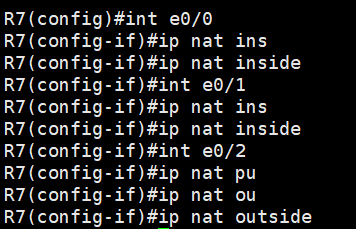 R7(config)#int e0/0
R7(config-if)#ip nat ins
R7(config-if)#ip nat inside
R7(config-if)#int e0/1
R7(config-if)#ip nat ins
R7(config-if)#ip nat inside
R7(config-if)#int e0/2
R7(config-if)#ip nat pu
R7(config-if)#ip nat ou
R7(config-if)#ip nat outside